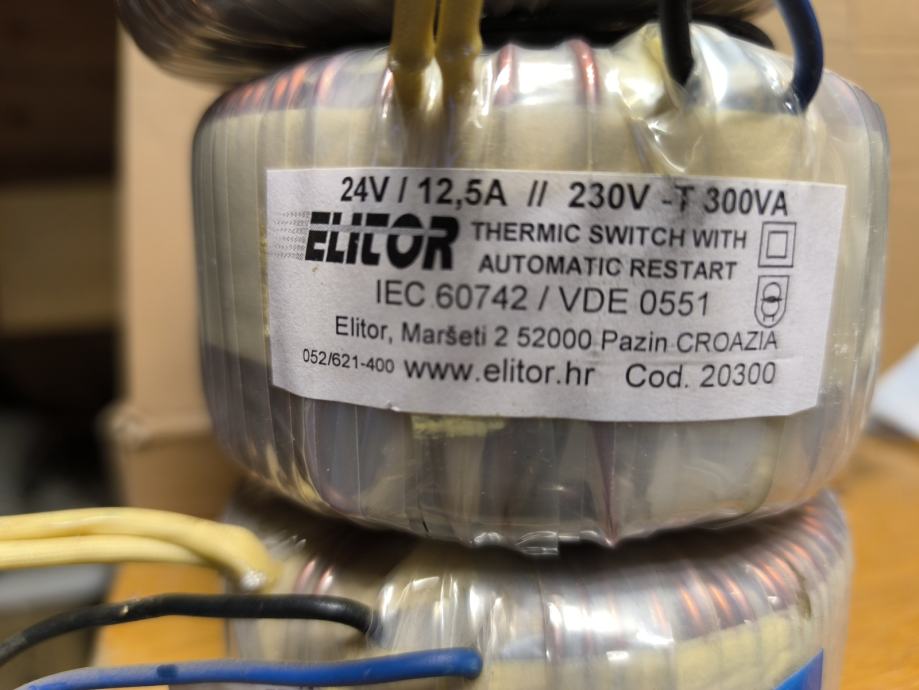 24V / 12,5A // 230V -T 300VA
ELITOR
THERMIC SWITCH WITH
AUTOMATIC RESTART
IEC 60742 / VDE 0551
Elitor, Maršeti 2 52000 Pazin CROAZIA
052/621-400 www.elitor.hr Cod. 20300